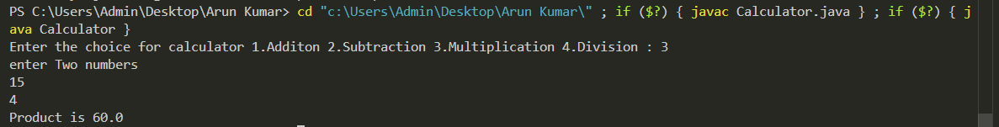 PS C:\Users\Admin\Desktop\Arun Kumar> cd "c:\Users\Admin\Desktop\Arun Kumar\" ; if ($?) { javac Calculator.java } ; if ($?) { j
ava Calculator }
Enter the choice for calculator 1.Additon 2.Subtraction 3.Multiplication 4.Division : 3
enter Two numbers
15
4
Product is 60.0